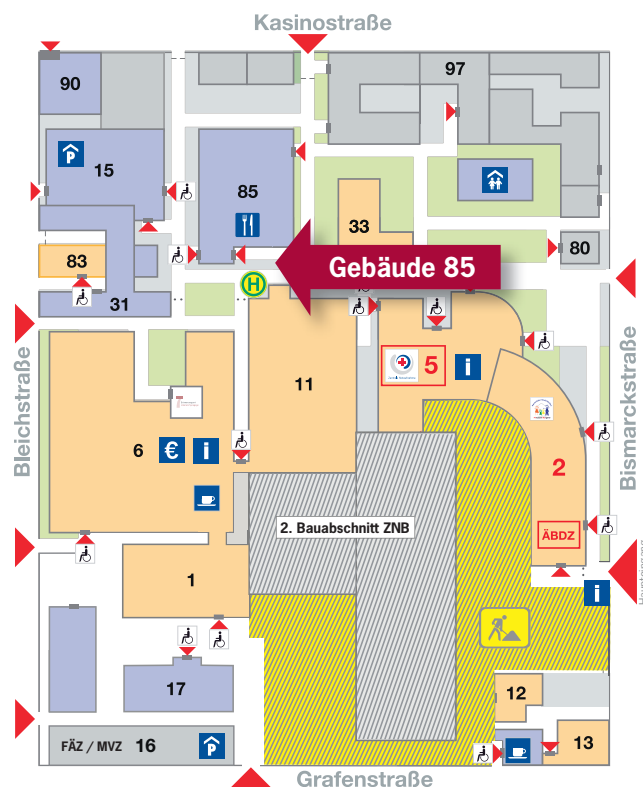 Kasinostraße
90
97
P
15
85
33
80
83
Gebäude 85
31
H
H
Bleichstraße
Bismarckstraße
11
5
i
6
€
i
2
2. Bauabschnitt ZNB
ÄBDZ
Haupteingang
1
i
17
12
FÄZ / MVZ
16
P
13
Grafenstraße